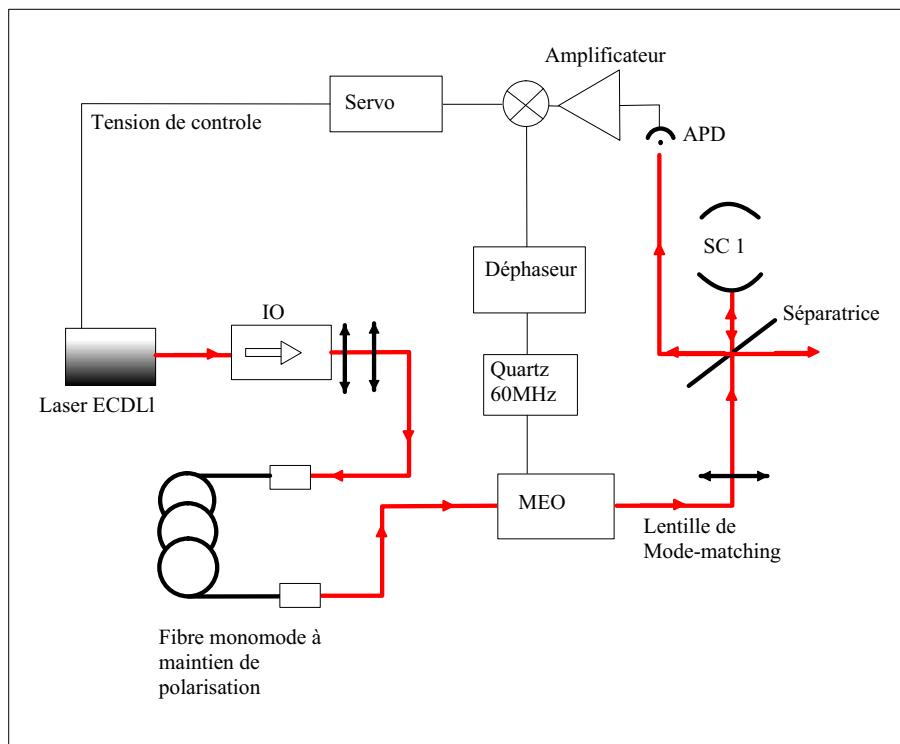 Amplificateur
Servo
Tension de controle
APD
SC 1
Déphaseur
Séparatrice
IO
Quartz
60MHz
Laser ECDLl
MEO
Lentille de
Mode-matching
Fibre monomode à
maintien de
polarisation